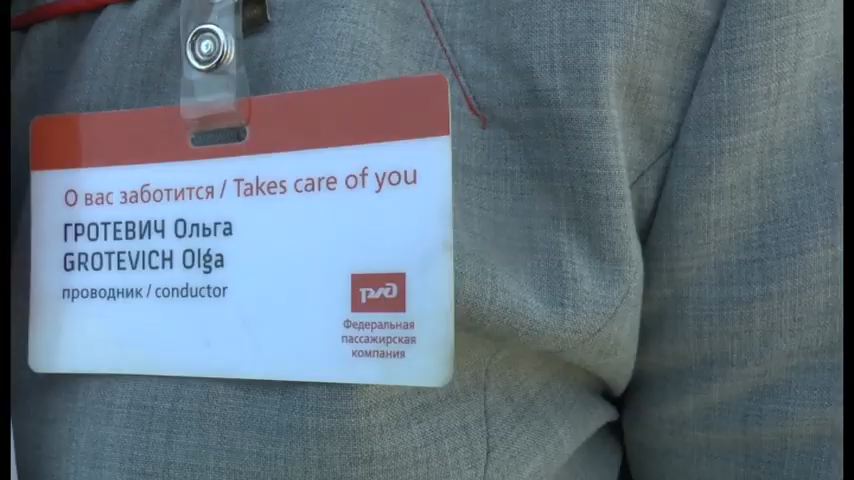 О вас заботится / Takes care of you
ГРОТЕВИЧ Ольга
GROTEVICH Olga
проводник / conductor
ржд
Федеральная
пассажирская
компания